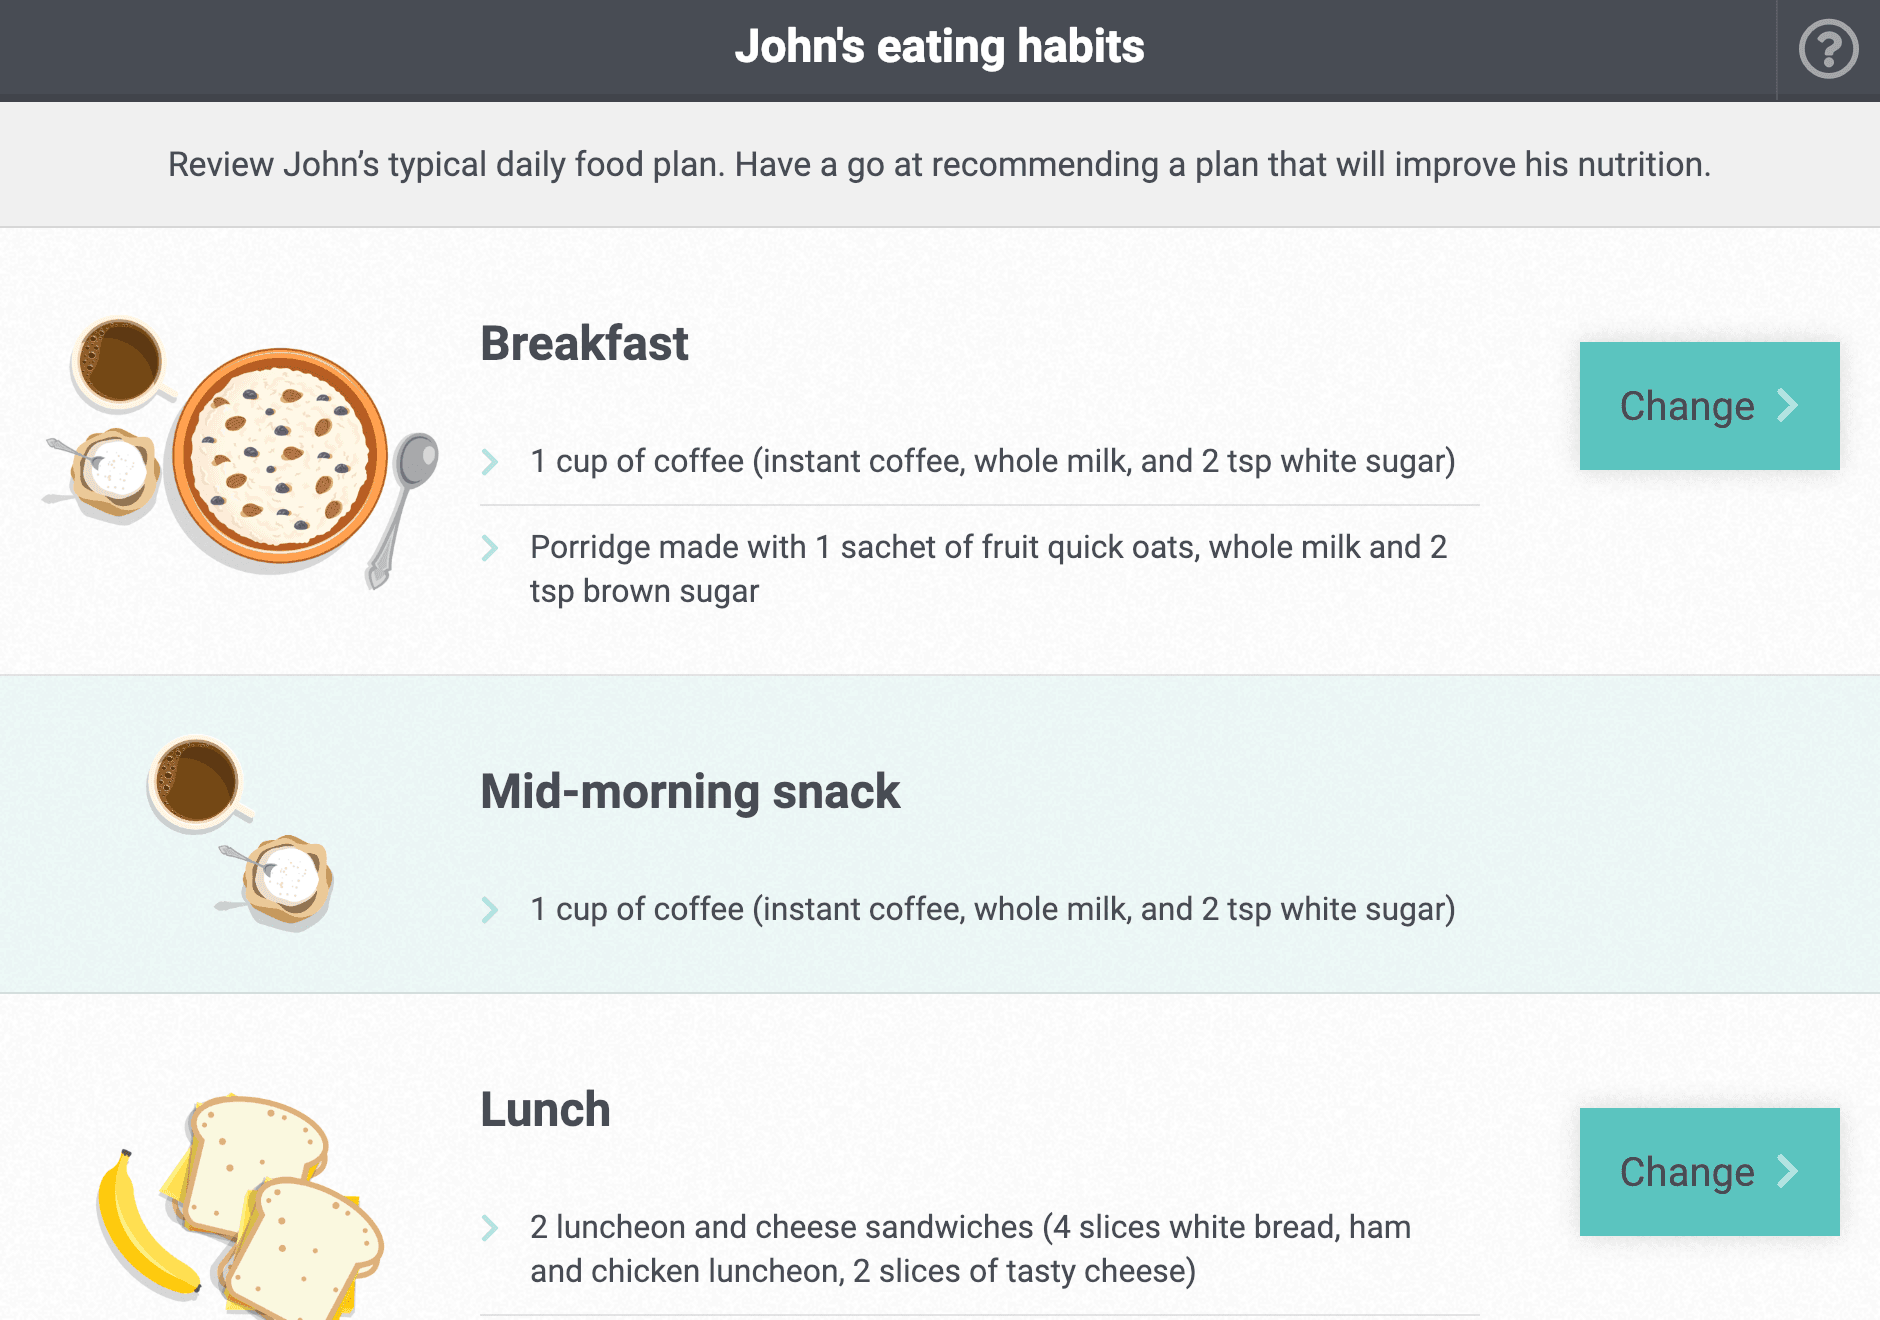 John's eating habits
?
Review John’s typical daily food plan. Have a go at recommending a plan that will improve his nutrition.
Breakfast
Change
1 cup of coffee (instant coffee, whole milk, and 2 tsp white sugar)
Porridge made with 1 sachet of fruit quick oats, whole milk and 2
tsp brown sugar
Mid-morning snack
1 cup of coffee (instant coffee, whole milk, and 2 tsp white sugar)
Lunch
Change
2 luncheon and cheese sandwiches (4 slices white bread, ham
and chicken luncheon, 2 slices of tasty cheese)